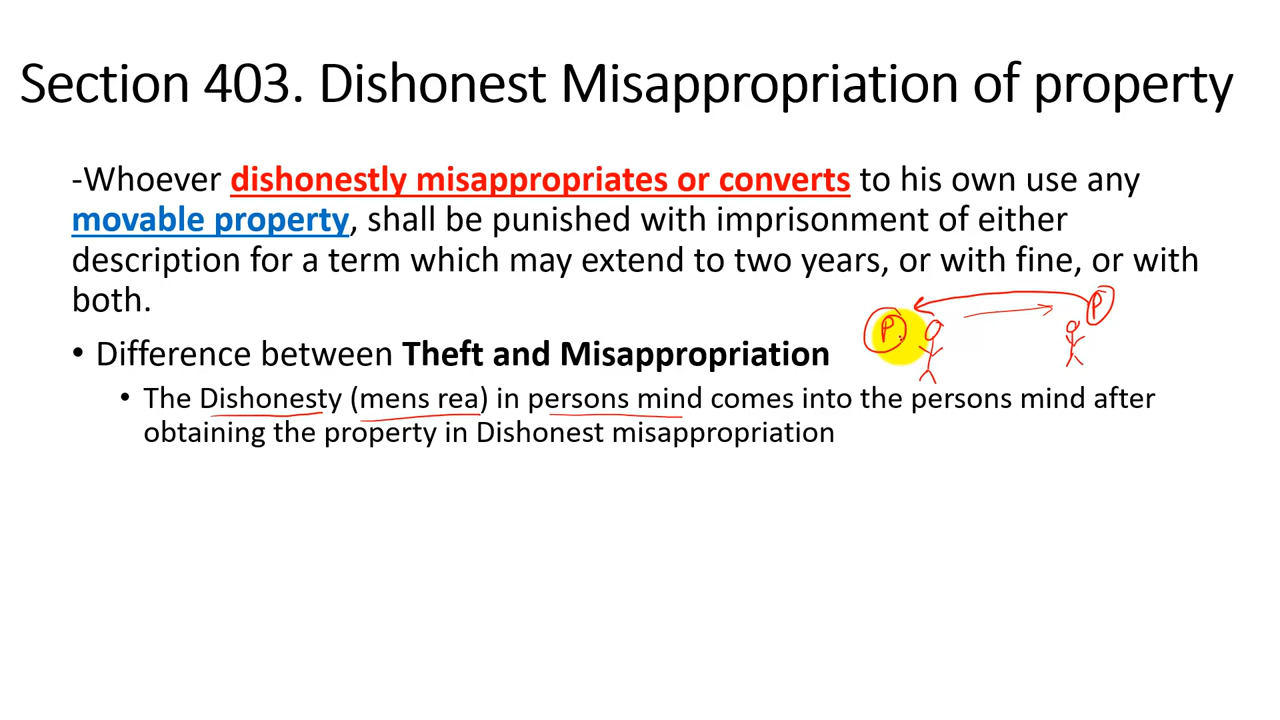 Section 403. Dishonest Misappropriation of property
-Whoever dishonestly misappropriates or converts to his own use any
movable property, shall be punished with imprisonment of either
description for a term which may extend to two years, or with fine, or with
both.
P P
• Difference between Theft and Misappropriation
• The Dishonesty (mens rea) in persons mind comes into the persons mind after
obtaining the property in Dishonest misappropriation